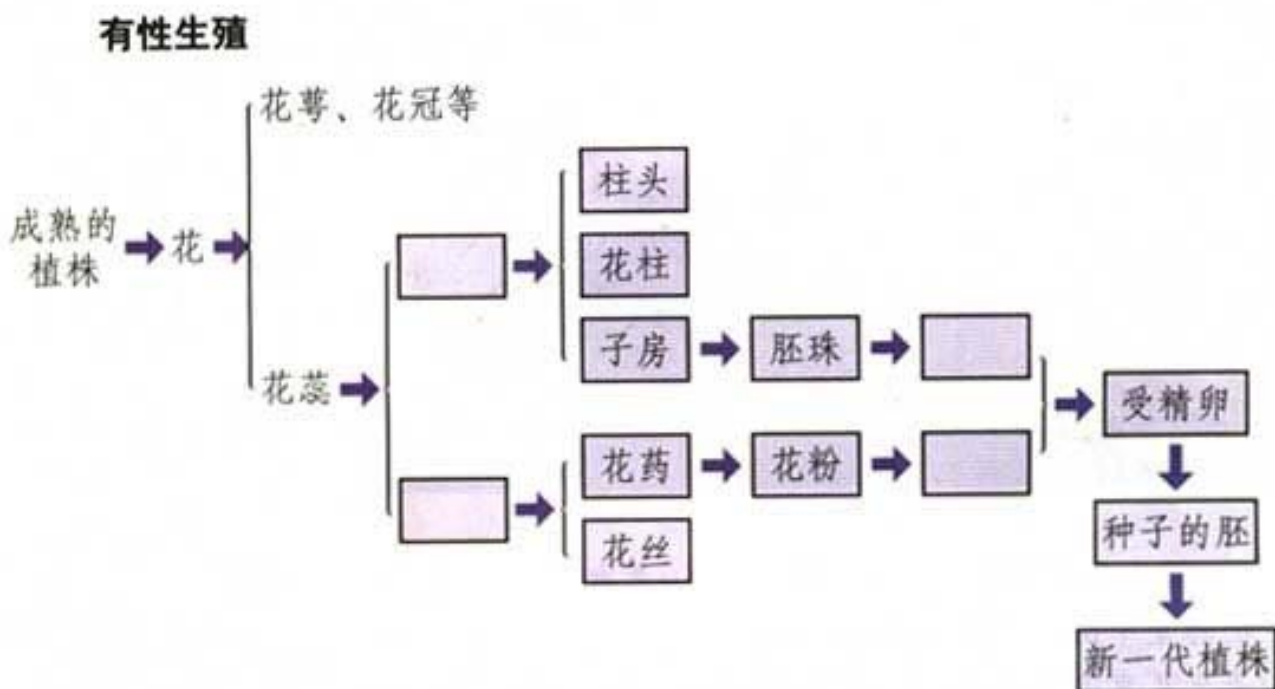 有性生殖
花萼、花冠等
成熟的
植株
花
花蕊
柱头
花柱
子房
胚珠
花药
花粉
花丝
受精卵
种子的胚
新一代植株